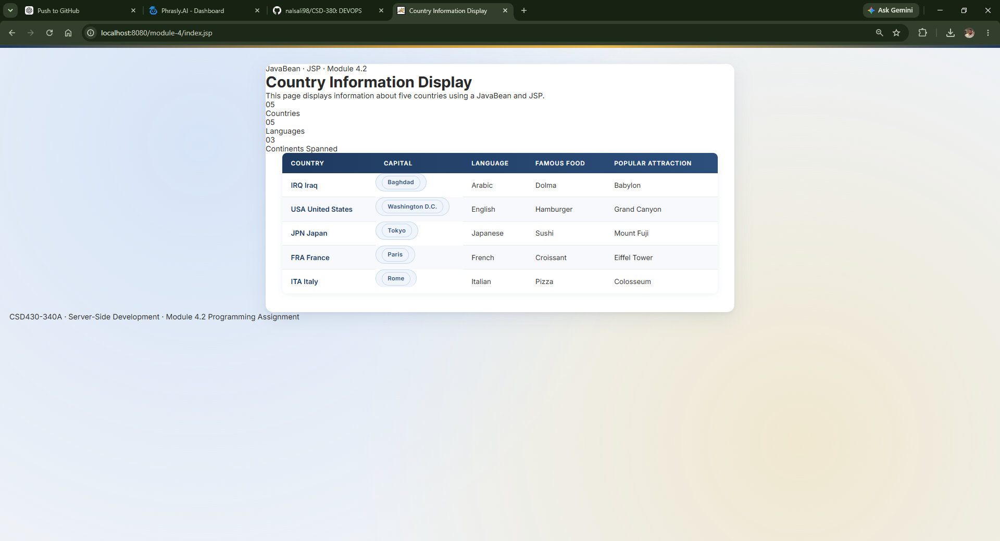 Push to GitHub
Phrasly.AI - Dashboard
nalsali98/CSD-380: DEVOPS
Country Information Display
Ask Gemini
localhost:8080/module-4/index.jsp
JavaBean · JSP · Module 4.2
Country Information Display
This page displays information about five countries using a JavaBean and JSP.
05
Countries
05
Languages
03
Continents Spanned
COUNTRY CAPITAL LANGUAGE FAMOUS FOOD POPULAR ATTRACTION
IRQ Iraq Baghdad Arabic Dolma Babylon
USA United States Washington D.C. English Hamburger Grand Canyon
JPN Japan Tokyo Japanese Sushi Mount Fuji
FRA France Paris French Croissant Eiffel Tower
ITA Italy Rome Italian Pizza Colosseum
CSD430-340A · Server-Side Development · Module 4.2 Programming Assignment